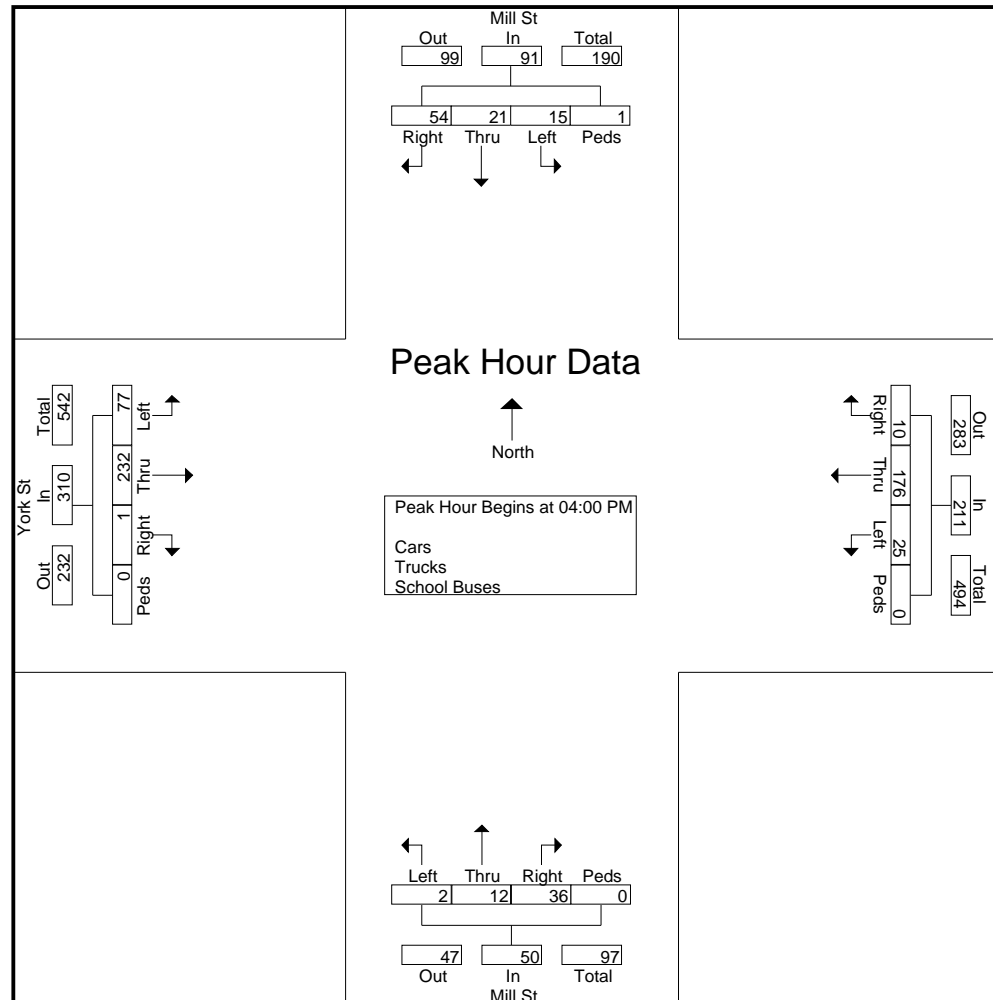 Mill St
Out In Total
99 91 190
54 21 15 1
Right Thru Left Peds
Peak Hour Data
North
Peak Hour Begins at 04:00 PM
Cars
Trucks
School Buses
York St
Total In Out
542 310 232
77 232 1 0
Left Thru Right Peds
Right Thru Left Peds
10 176 25 0
283 211 494
Out In Total
Left Thru Right Peds
2 12 36 0
47 50 97
Out In Total
Mill St